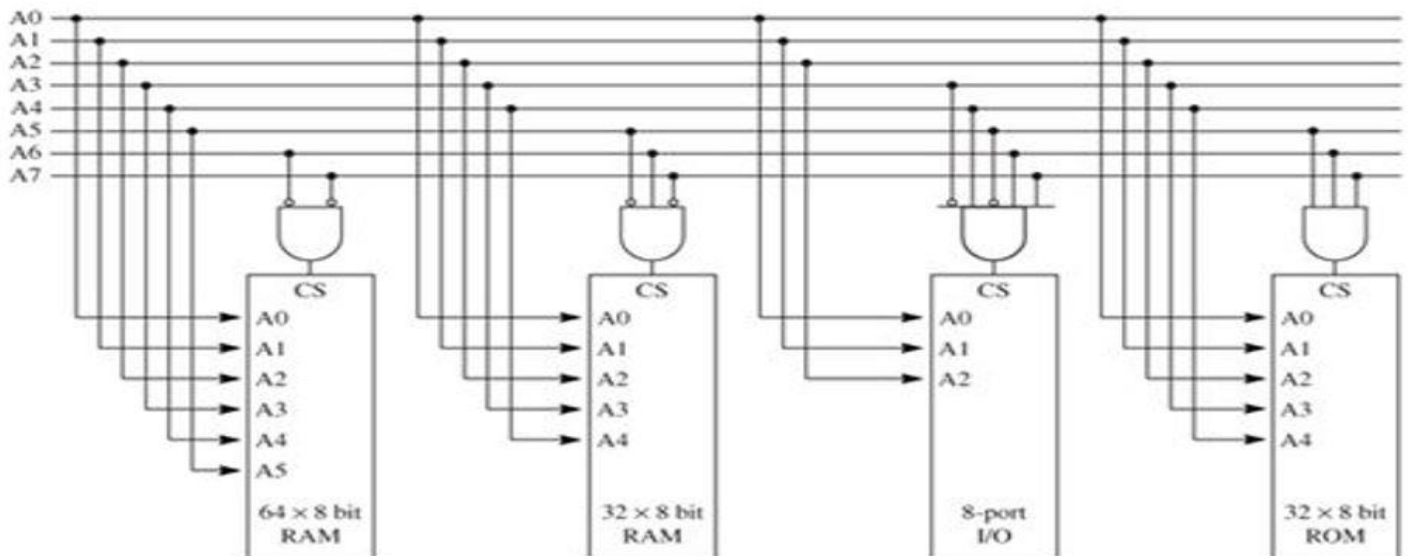 A0
A1
A2
A3
A4
A5
A6
A7
CS
A0
A1
A2
A3
A4
A5
64 × 8 bit
RAM
CS
A0
A1
A2
A3
A4
32 × 8 bit
RAM
CS
A0
A1
A2
8-port
I/O
CS
A0
A1
A2
A3
A4
32 × 8 bit
ROM